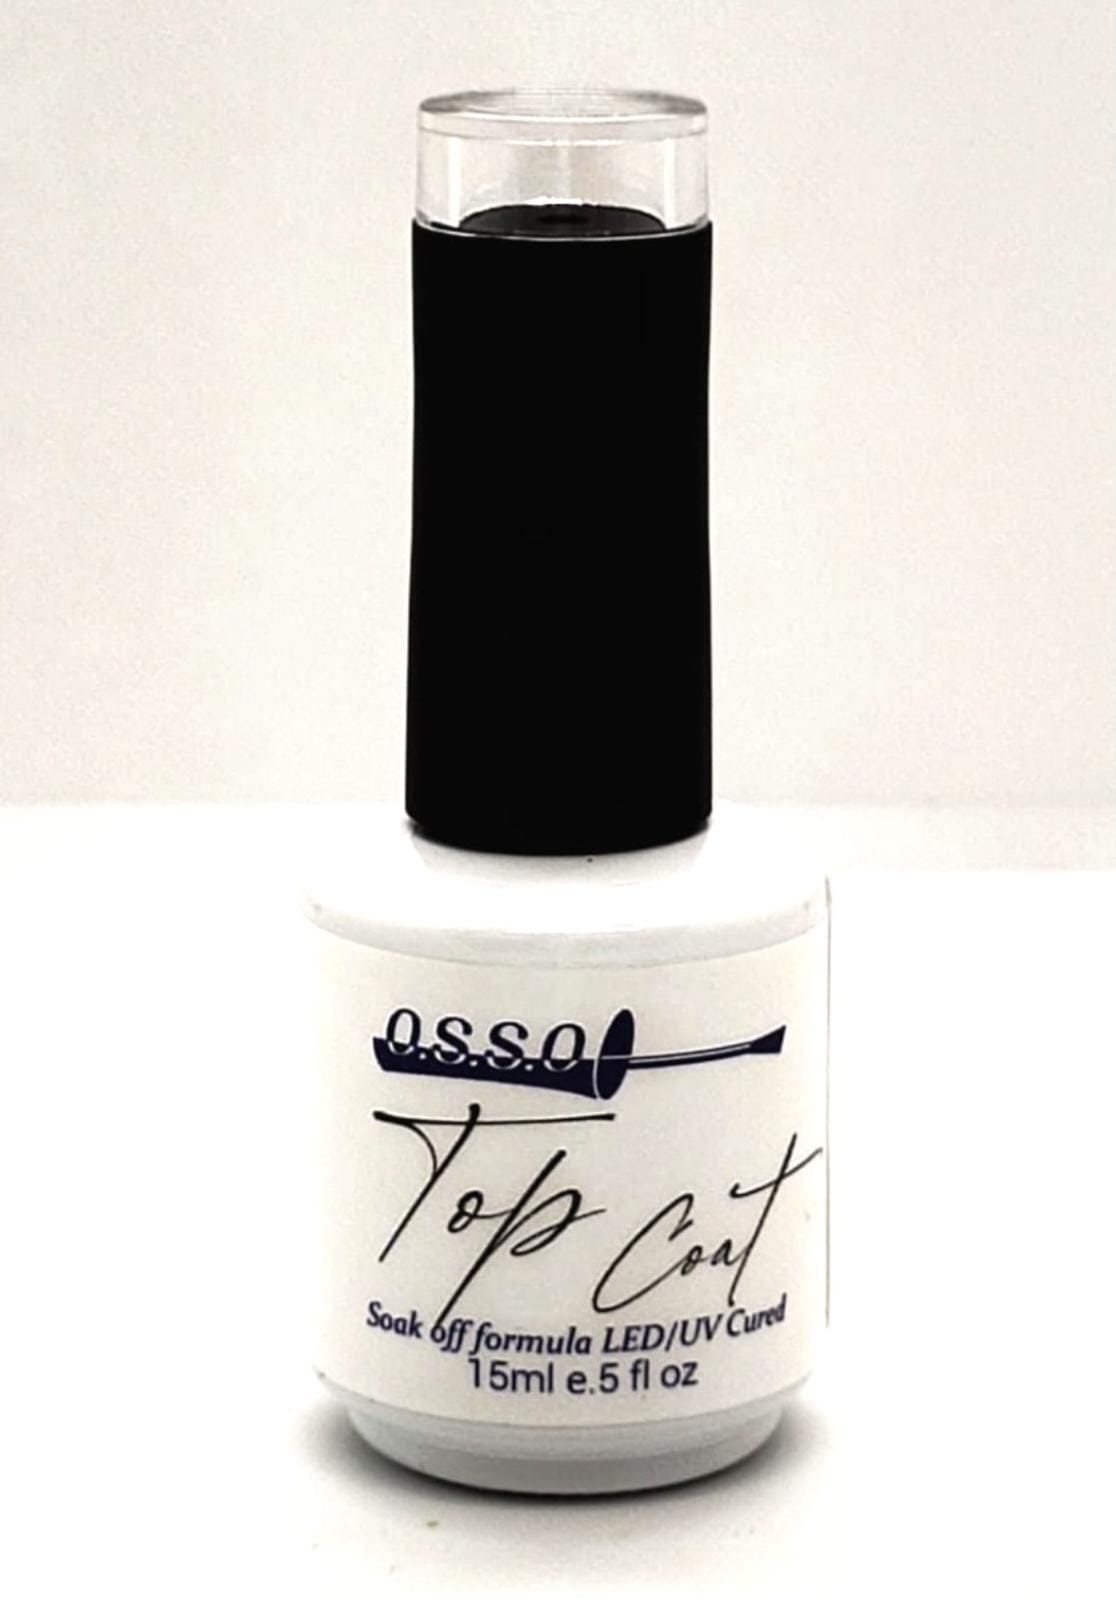 O.S.S.O
Top Coat
Soak off formula LED/UV Cured
15ml e.5 fl oz